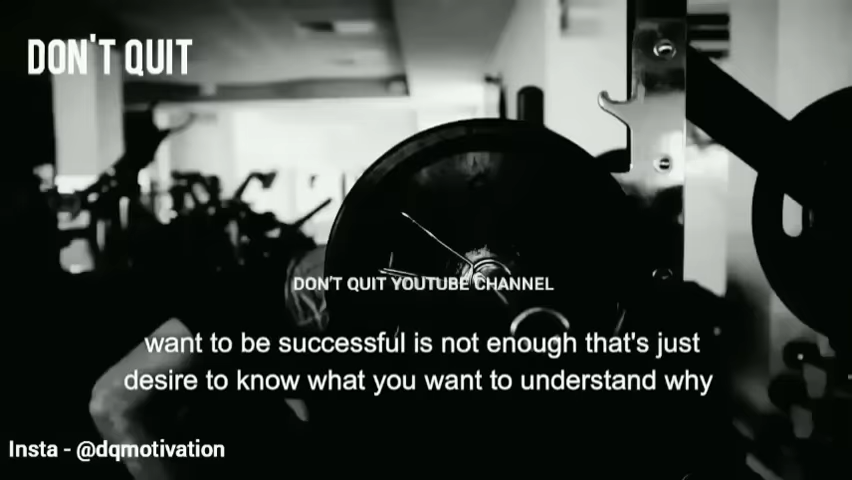 DON'T QUIT
DON'T QUIT YOUTUBE CHANNEL
want to be successful is not enough that's just
desire to know what you want to understand why
Insta - @dqmotivation